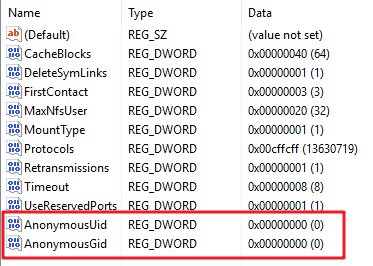 Name Type Data
(Default) REG_SZ (value not set)
CacheBlocks REG_DWORD 0x00000040 (64)
DeleteSymLinks REG_DWORD 0x00000001 (1)
FirstContact REG_DWORD 0x00000003 (3)
MaxNfsUser REG_DWORD 0x00000020 (32)
MountType REG_DWORD 0x00000001 (1)
Protocols REG_DWORD 0x00cffcff (13630719)
Retransmissions REG_DWORD 0x00000001 (1)
Timeout REG_DWORD 0x00000008 (8)
UseReservedPorts REG_DWORD 0x00000001 (1)
AnonymousUid REG_DWORD 0x00000000 (0)
AnonymousGid REG_DWORD 0x00000000 (0)